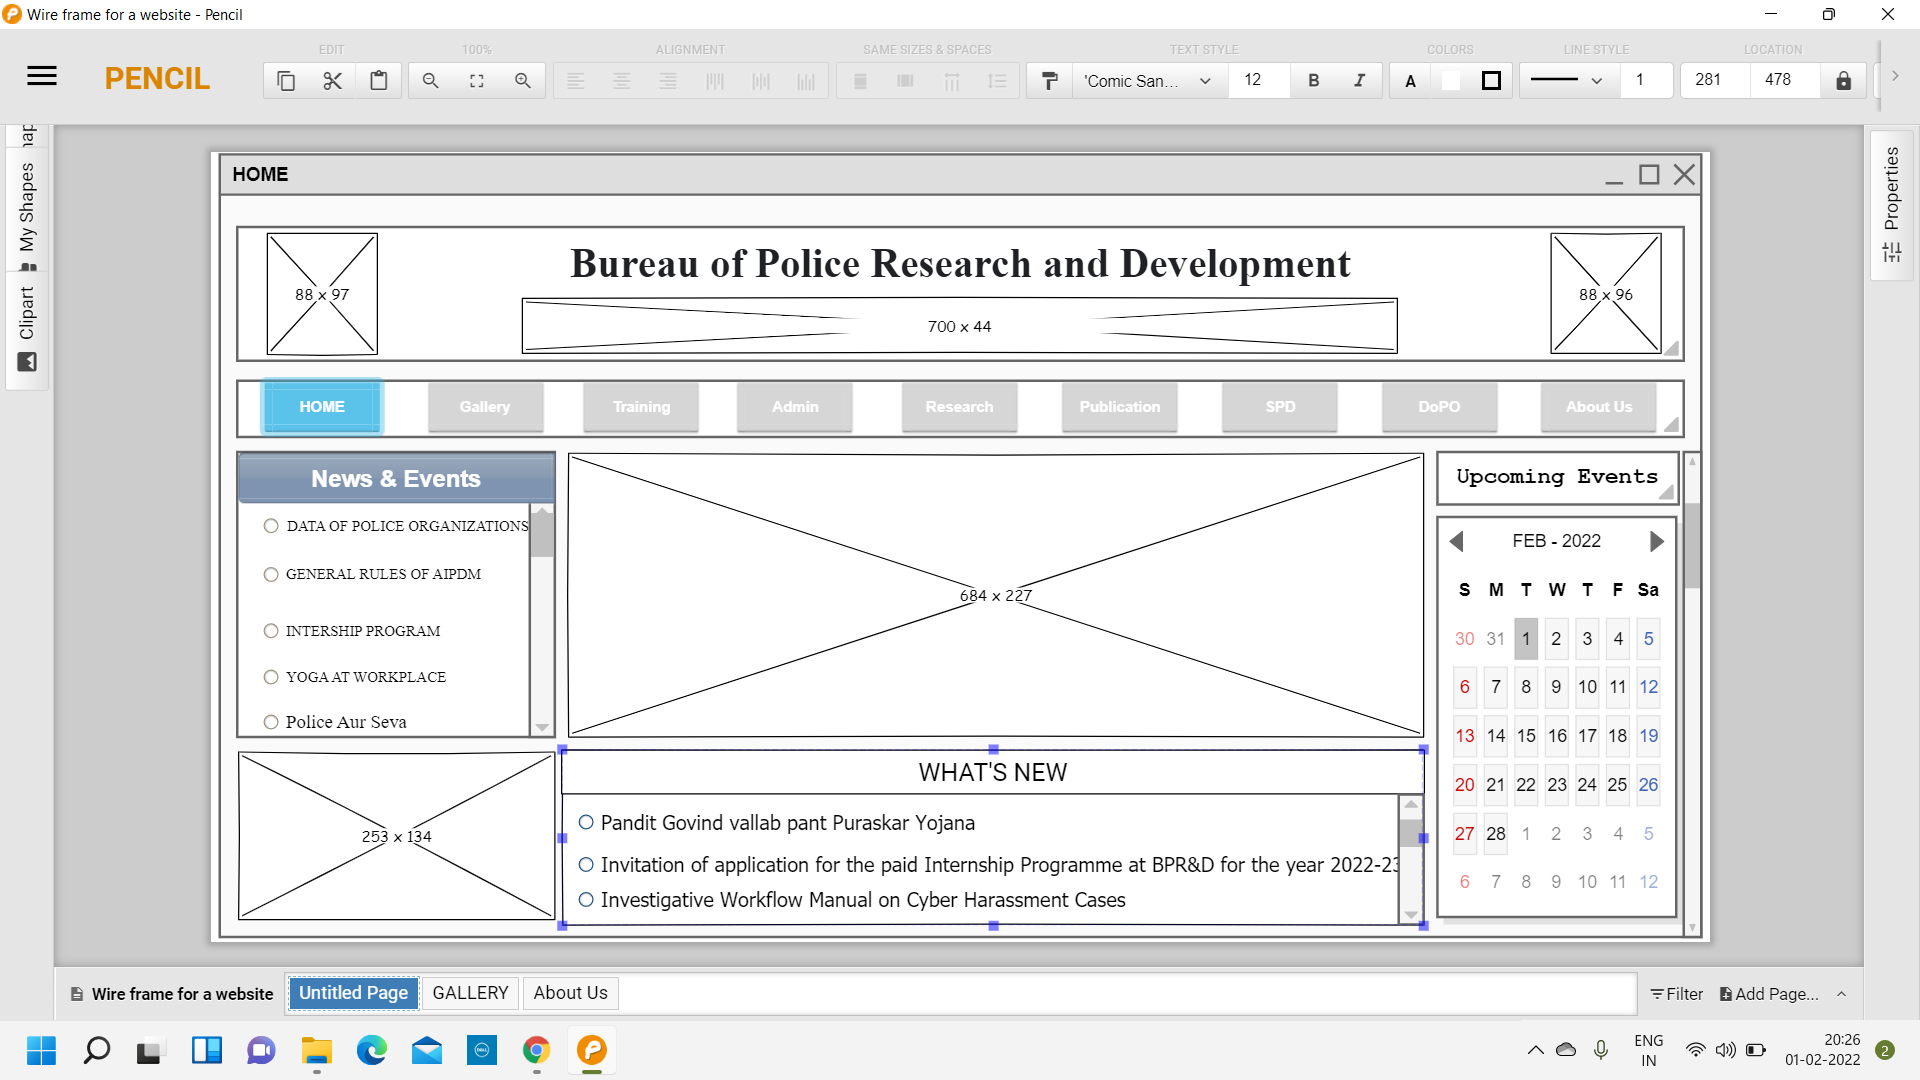 Wire frame for a website - Pencil
EDIT 100% ALIGNMENT SAME SIZES & SPACES TEXT STYLE COLORS LINE STYLE LOCATION
PENCIL 'Comic San... 12 B I A 1 281 478
My Shapes
Clipart
Properties
HOME
Bureau of Police Research and Development
88 x 97
700 x 44
88 x 96
HOME Gallery Training Admin Research Publication SPD DoPO About Us
News & Events
DATA OF POLICE ORGANIZATIONS
GENERAL RULES OF AIPDM
INTERSHIP PROGRAM
YOGA AT WORKPLACE
Police Aur Seva
684 x 227
Upcoming Events
FEB - 2022
S M T W T F Sa
30 31 1 2 3 4 5
6 7 8 9 10 11 12
13 14 15 16 17 18 19
20 21 22 23 24 25 26
27 28 1 2 3 4 5
6 7 8 9 10 11 12
253 x 134
WHAT'S NEW
Pandit Govind vallab pant Puraskar Yojana
Invitation of application for the paid Internship Programme at BPR&D for the year 2022-23
Investigative Workflow Manual on Cyber Harassment Cases
Wire frame for a website Untitled Page GALLERY About Us Filter Add Page...
ENG
IN
20:26
01-02-2022
2